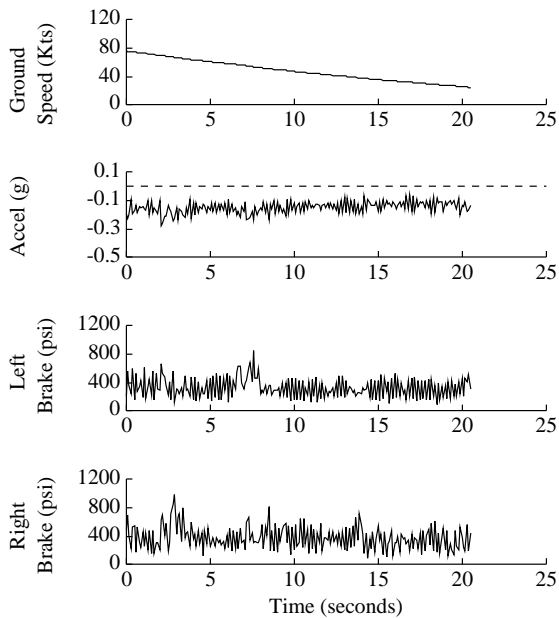 Ground
Speed (Kts)
120
80
40
0
0 5 10 15 20 25
Accel (g)
0.1
-0.1
-0.3
-0.5
0 5 10 15 20 25
Left
Brake (psi)
1200
800
400
0
0 5 10 15 20 25
Right
Brake (psi)
1200
800
400
0
0 5 10 15 20 25
Time (seconds)